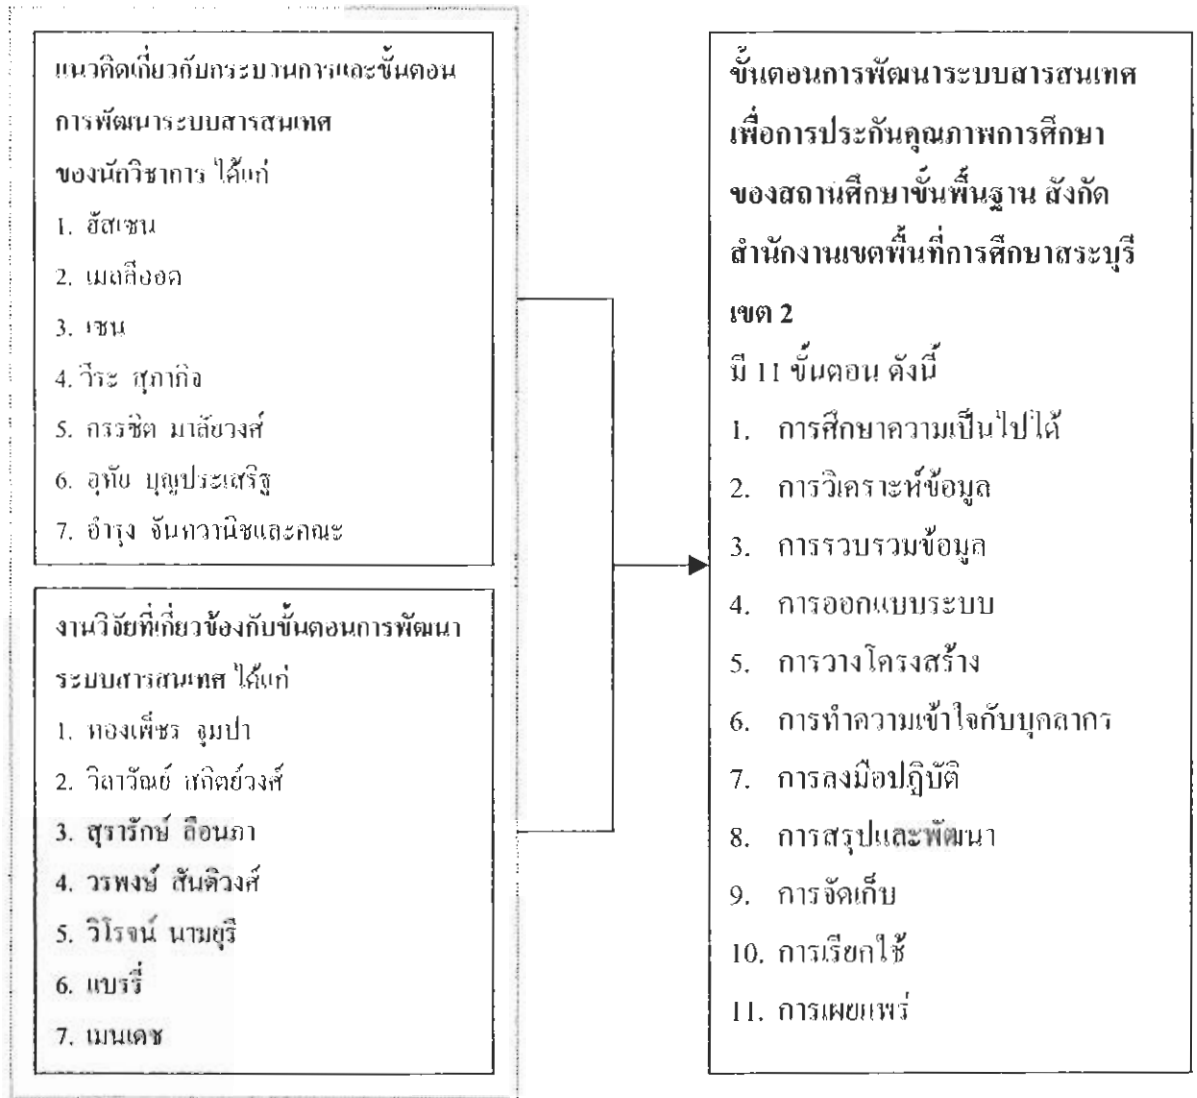 แนวคิดเกี่ยวกับกระบวนการและขั้นตอน
การพัฒนาระบบสารสนเทศ
ของนักวิชาการ ได้แก่
1. ฮัสเซน
2. เมลลีออด
3. เซน
4. วีระ สุภากิจ
5. ครรชิต มาลัยวงศ์
6. อุทัย บุญประเสริฐ
7. อำรุง จันทวานิชและคณะ
งานวิจัยที่เกี่ยวข้องกับขั้นตอนการพัฒนา
ระบบสารสนเทศ ได้แก่
1. ทองเพ็ชร จูมปา
2. วิลาวัณย์ สถิตย์วงศ์
3. สุรารักษ์ ลือนภา
4. วรพงษ์ สันติวงศ์
5. วิโรจน์ นามยุรี
6. แบรรี่
7. เมนเดช
ขั้นตอนการพัฒนาระบบสารสนเทศ
เพื่อการประกันคุณภาพการศึกษา
ของสถานศึกษาขั้นพื้นฐาน สังกัด
สำนักงานเขตพื้นที่การศึกษาสระบุรี
เขต 2
มี 11 ขั้นตอน ดังนี้
1. การศึกษาความเป็นไปได้
2. การวิเคราะห์ข้อมูล
3. การรวบรวมข้อมูล
4. การออกแบบระบบ
5. การวางโครงสร้าง
6. การทำความเข้าใจกับบุคลากร
7. การลงมือปฏิบัติ
8. การสรุปและพัฒนา
9. การจัดเก็บ
10. การเรียกใช้
11. การเผยแพร่